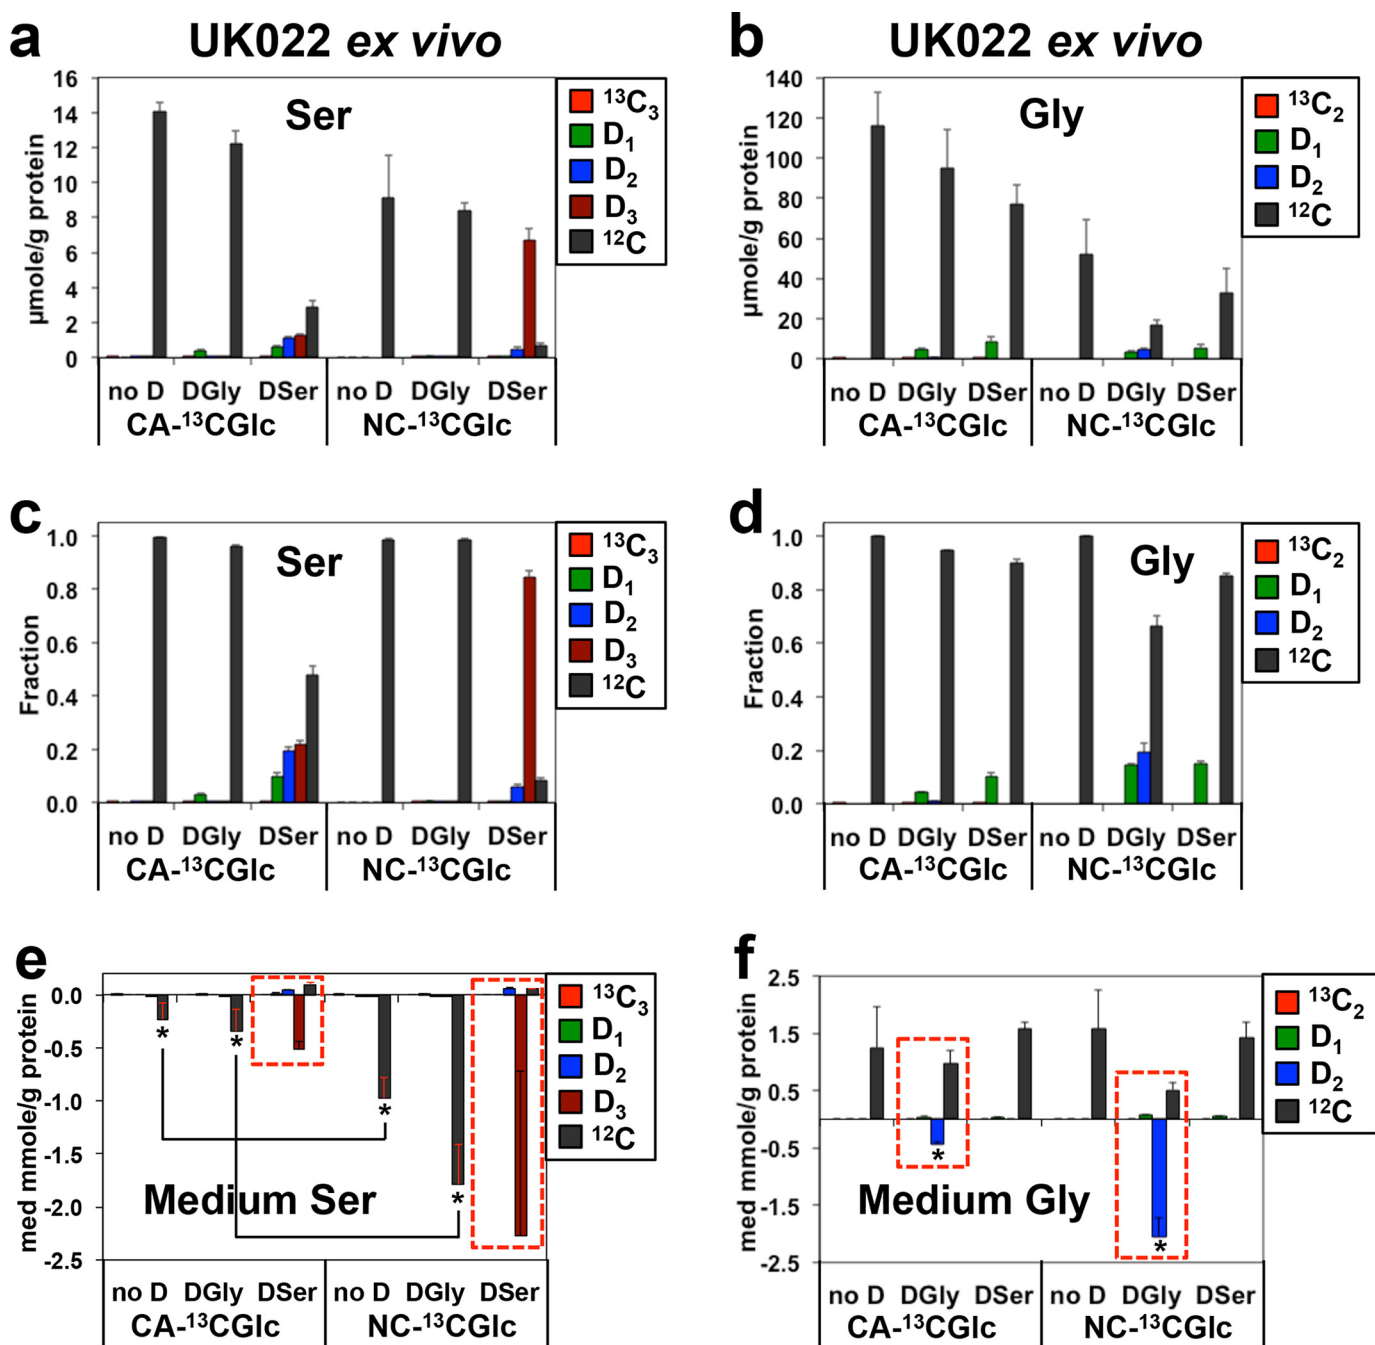 a
UK022 ex vivo
16
14
12
10
8
6
4
2
0
µmole/g protein
Ser
¹³C₃
D₁
D₂
D₃
¹²C
no D DGly DSer no D DGly DSer
CA-¹³CGlc NC-¹³CGlc
b
UK022 ex vivo
140
120
100
80
60
40
20
0
µmole/g protein
Gly
¹³C₂
D₁
D₂
¹²C
no D DGly DSer no D DGly DSer
CA-¹³CGlc NC-¹³CGlc
c
1.0
0.8
0.6
0.4
0.2
0.0
Fraction
Ser
¹³C₃
D₁
D₂
D₃
¹²C
no D DGly DSer no D DGly DSer
CA-¹³CGlc NC-¹³CGlc
d
1.0
0.8
0.6
0.4
0.2
0.0
Fraction
Gly
¹³C₂
D₁
D₂
¹²C
no D DGly DSer no D DGly DSer
CA-¹³CGlc NC-¹³CGlc
e
0.0
-0.5
-1.0
-1.5
-2.0
-2.5
med mmole/g protein
* * * *
Medium Ser
¹³C₃
D₁
D₂
D₃
¹²C
no D DGly DSer no D DGly DSer
CA-¹³CGlc NC-¹³CGlc
f
2.5
1.5
0.5
-0.5
-1.5
-2.5
med mmole/g protein
* *
Medium Gly
¹³C₂
D₁
D₂
¹²C
no D DGly DSer no D DGly DSer
CA-¹³CGlc NC-¹³CGlc